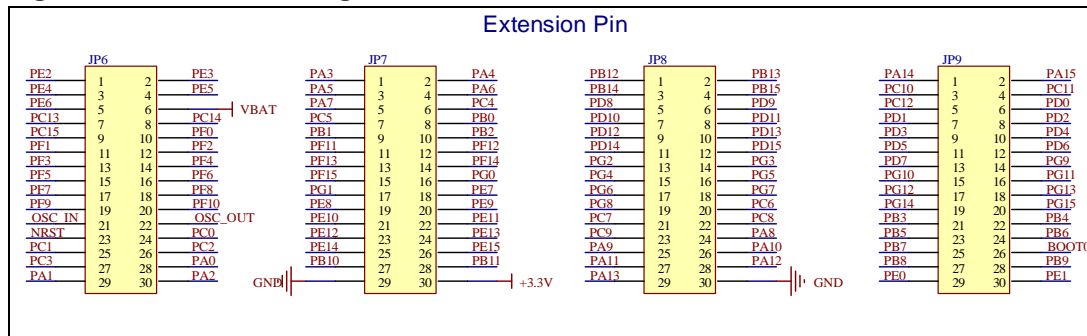 Extension Pin
JP6
PE2 1 2 PE3
PE4 3 4 PE5
PE6 5 6 VBAT
PC13 7 8 PC14
PC15 9 10 PF0
PF1 11 12 PF2
PF3 13 14 PF4
PF5 15 16 PF6
PF7 17 18 PF8
PF9 19 20 PF10
OSC_IN 21 22 OSC_OUT
NRST 23 24 PC0
PC1 25 26 PC2
PC3 27 28 PA0
PA1 29 30 PA2
JP7
PA3 1 2 PA4
PA5 3 4 PA6
PA7 5 6 PC4
PC5 7 8 PB0
PB1 9 10 PB2
PF11 11 12 PF12
PF13 13 14 PF14
PF15 15 16 PG0
PG1 17 18 PE7
PE8 19 20 PE9
PE10 21 22 PE11
PE12 23 24 PE13
PE14 25 26 PE15
PB10 27 28 PB11
GND 29 30 +3.3V
JP8
PB12 1 2 PB13
PB14 3 4 PB15
PD8 5 6 PD9
PD10 7 8 PD11
PD12 9 10 PD13
PD14 11 12 PD15
PG2 13 14 PG3
PG4 15 16 PG5
PG6 17 18 PG7
PG8 19 20 PC6
PC7 21 22 PC8
PC9 23 24 PA8
PA9 25 26 PA10
PA11 27 28 PA12
PA13 29 30 GND
JP9
PA14 1 2 PA15
PC10 3 4 PC11
PC12 5 6 PD0
PD1 7 8 PD2
PD3 9 10 PD4
PD5 11 12 PD6
PD7 13 14 PG9
PG10 15 16 PG11
PG12 17 18 PG13
PG14 19 20 PG15
PB3 21 22 PB4
PB5 23 24 PB6
PB7 25 26 BOOT0
PB8 27 28 PB9
PE0 29 30 PE1